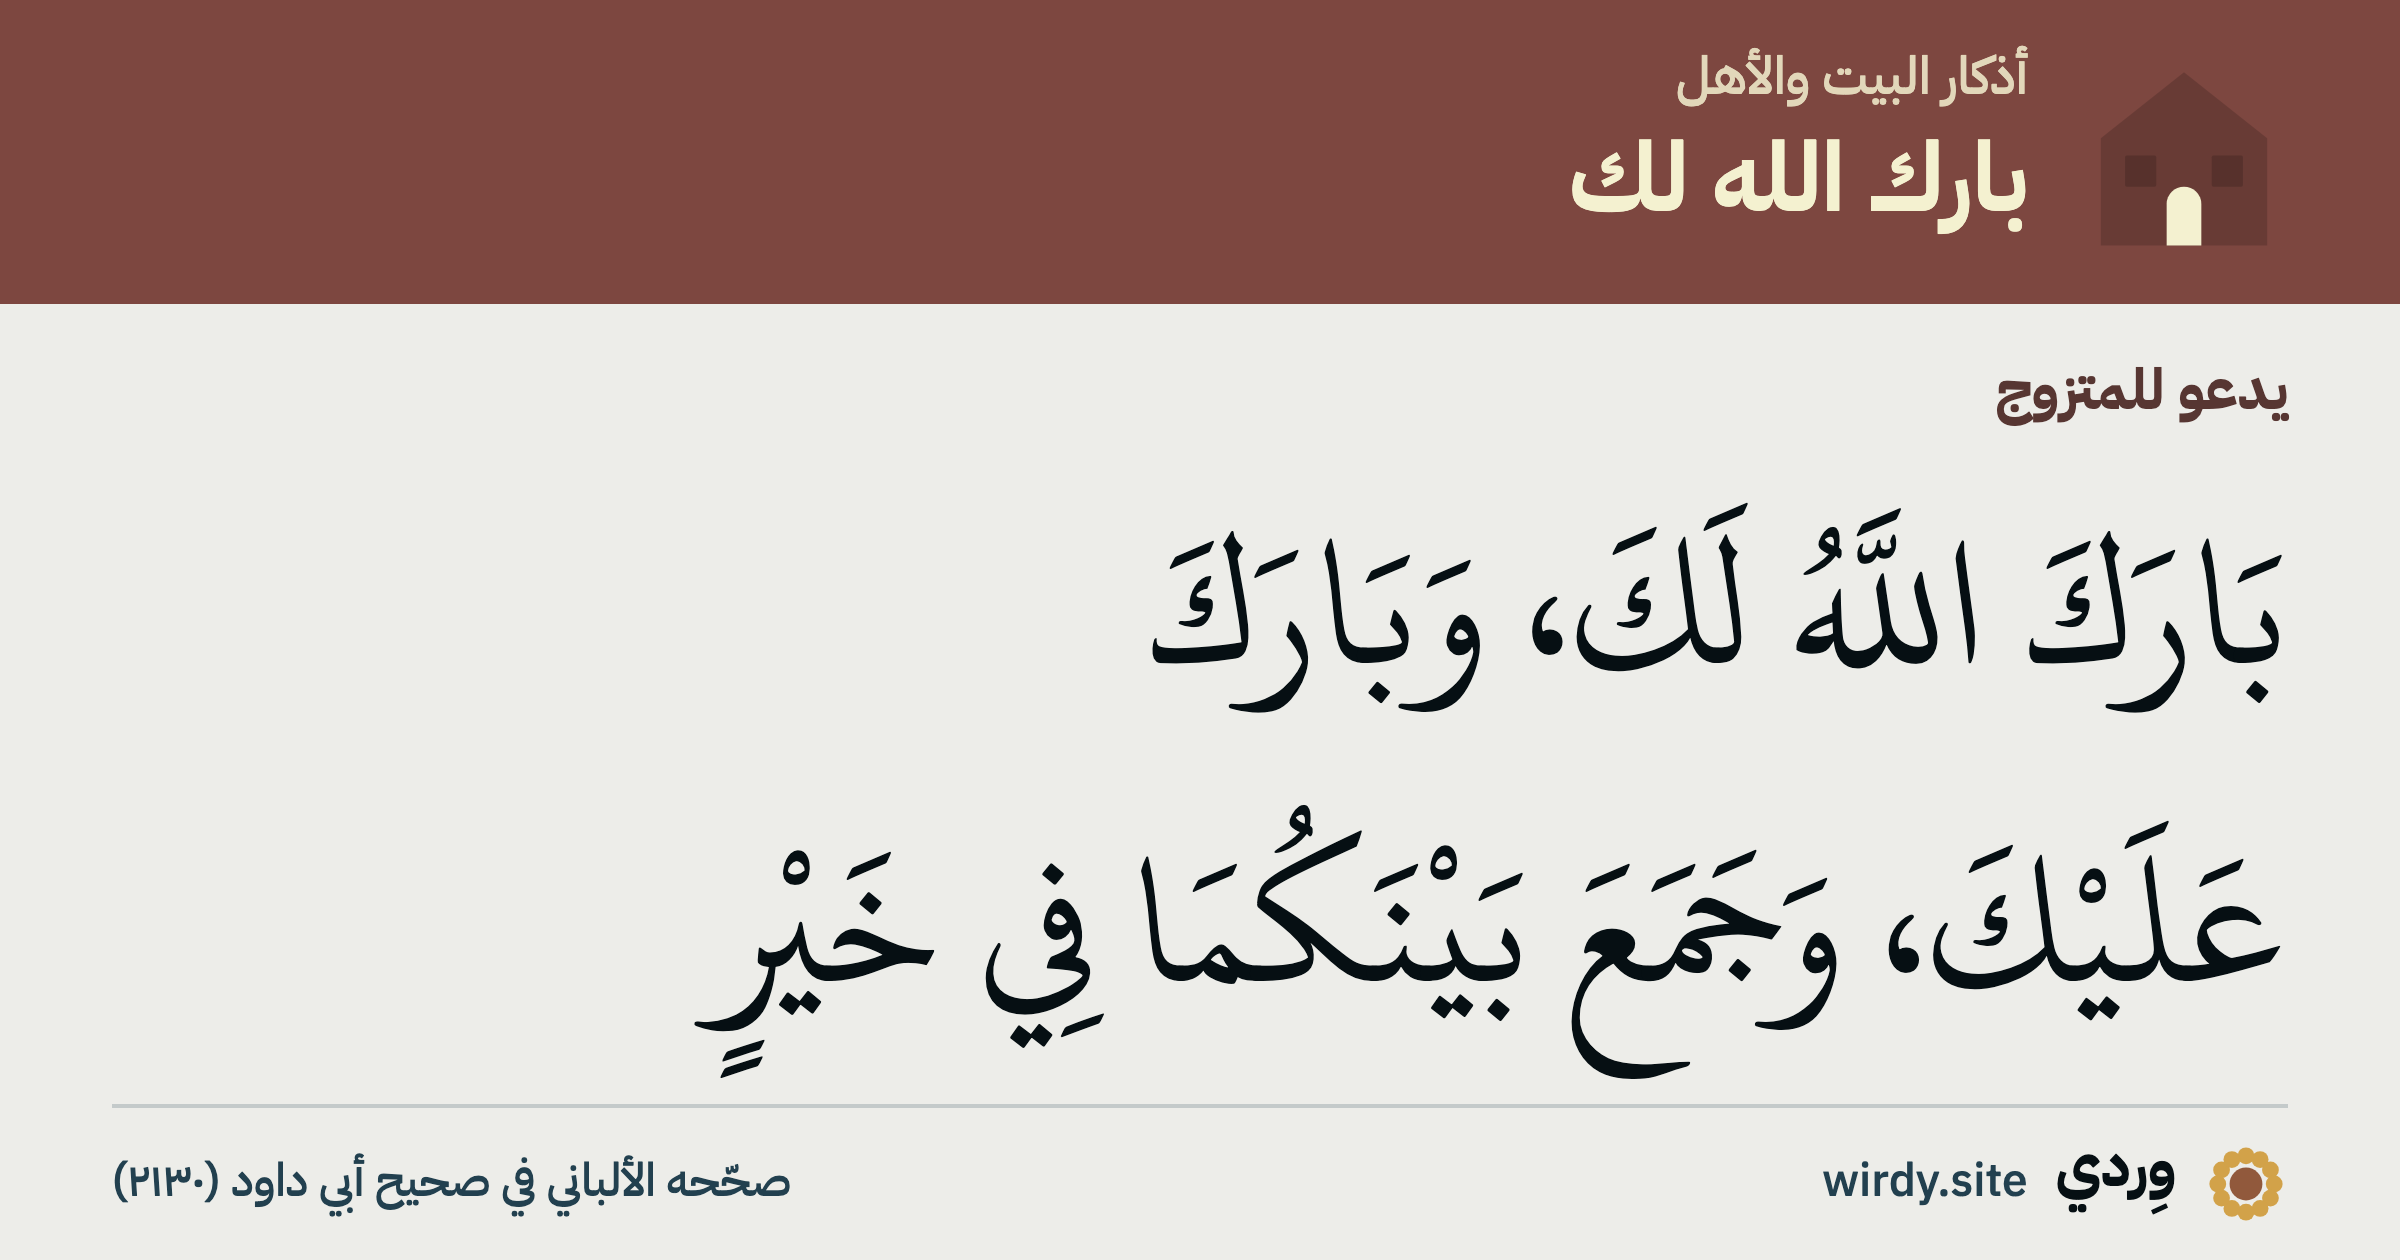 أذكار البيت والأهل
بارك الله لك
يدعو للمتزوج
بَارَكَ اللَّهُ لَكَ، وَبَارَكَ
عَلَيْكَ، وَجَمَعَ بَيْنَكُمَا فِي خَيْرٍ
وِردي wirdy.site
صحّحه الألباني في صحيح أبي داود (٢١٣٠)